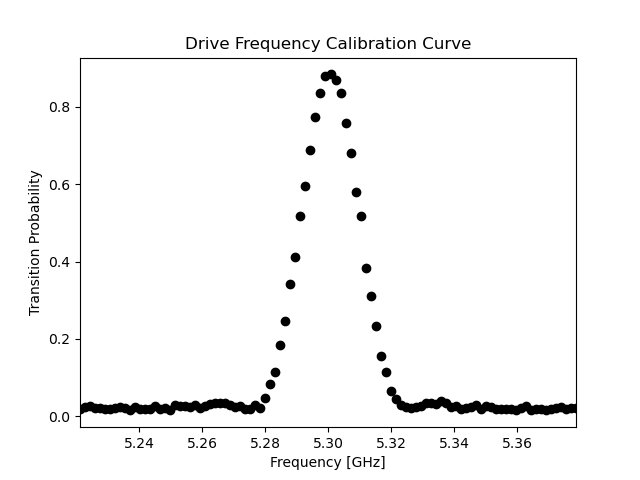 Drive Frequency Calibration Curve
0.8
0.6
0.4
0.2
0.0
Transition Probability
5.24 5.26 5.28 5.30 5.32 5.34 5.36
Frequency [GHz]